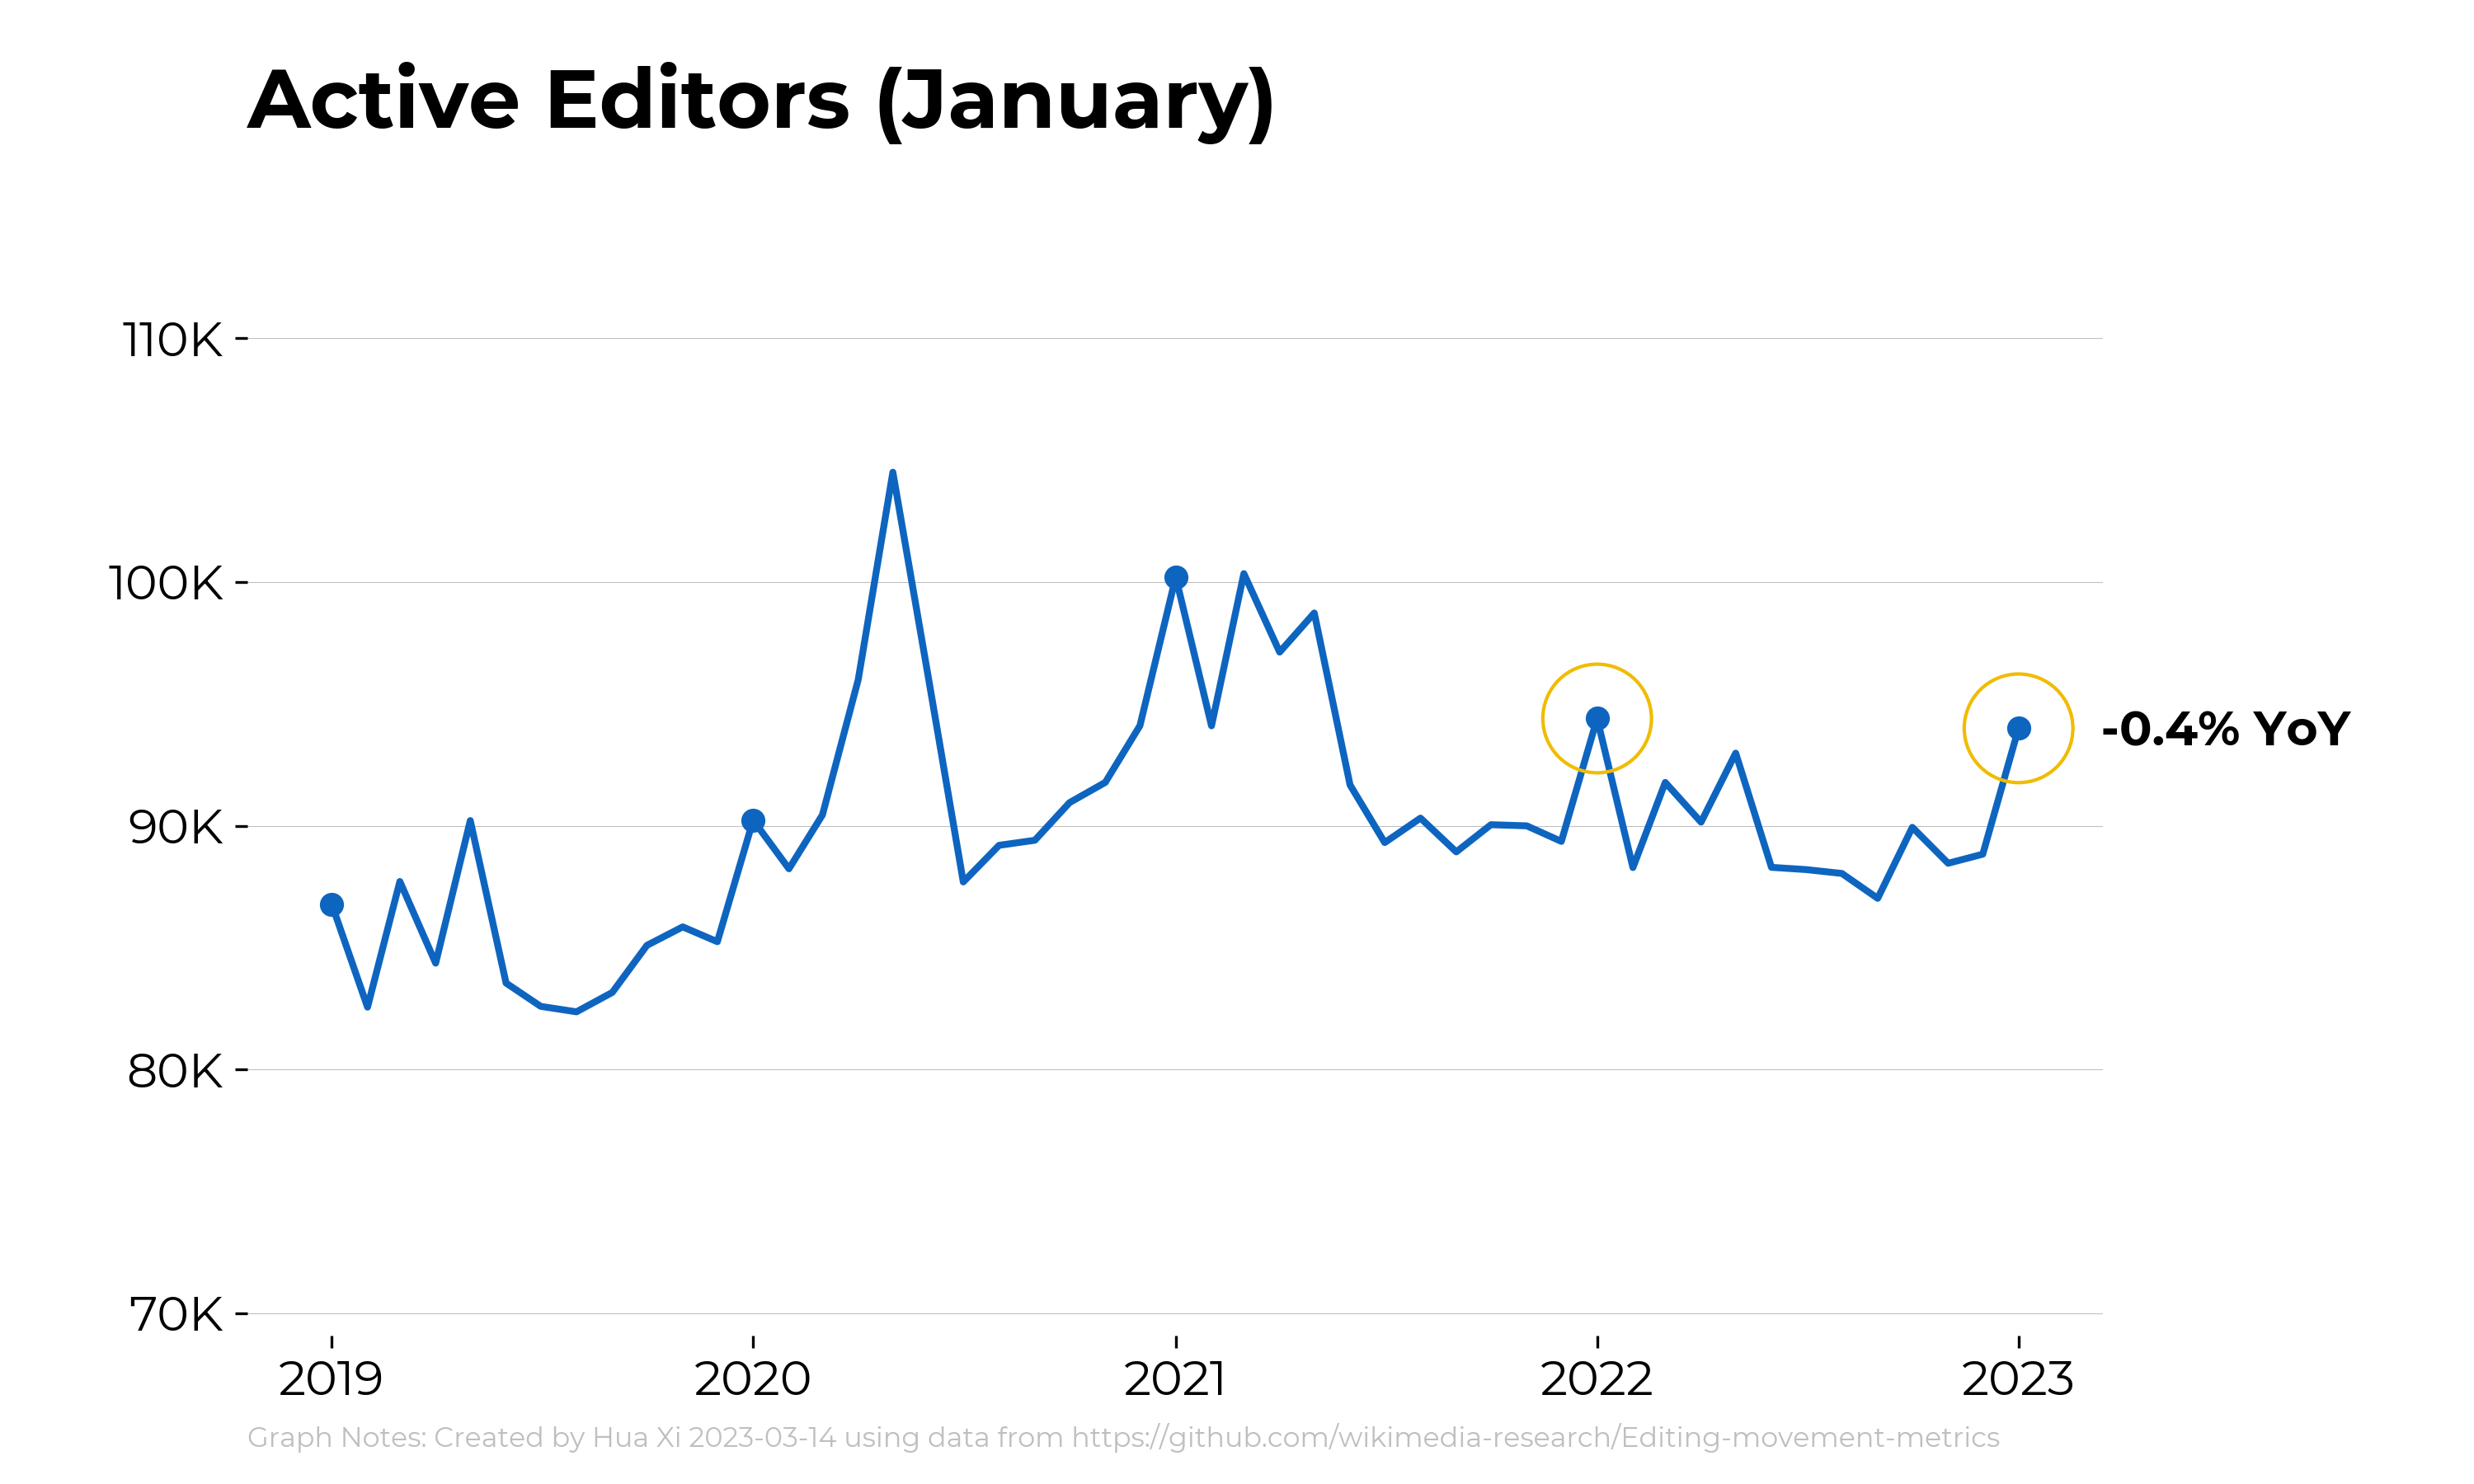 Active Editors (January)
110K
100K
90K
80K
70K
-0.4% YoY
2019 2020 2021 2022 2023
Graph Notes: Created by Hua Xi 2023-03-14 using data from https://github.com/wikimedia-research/Editing-movement-metrics